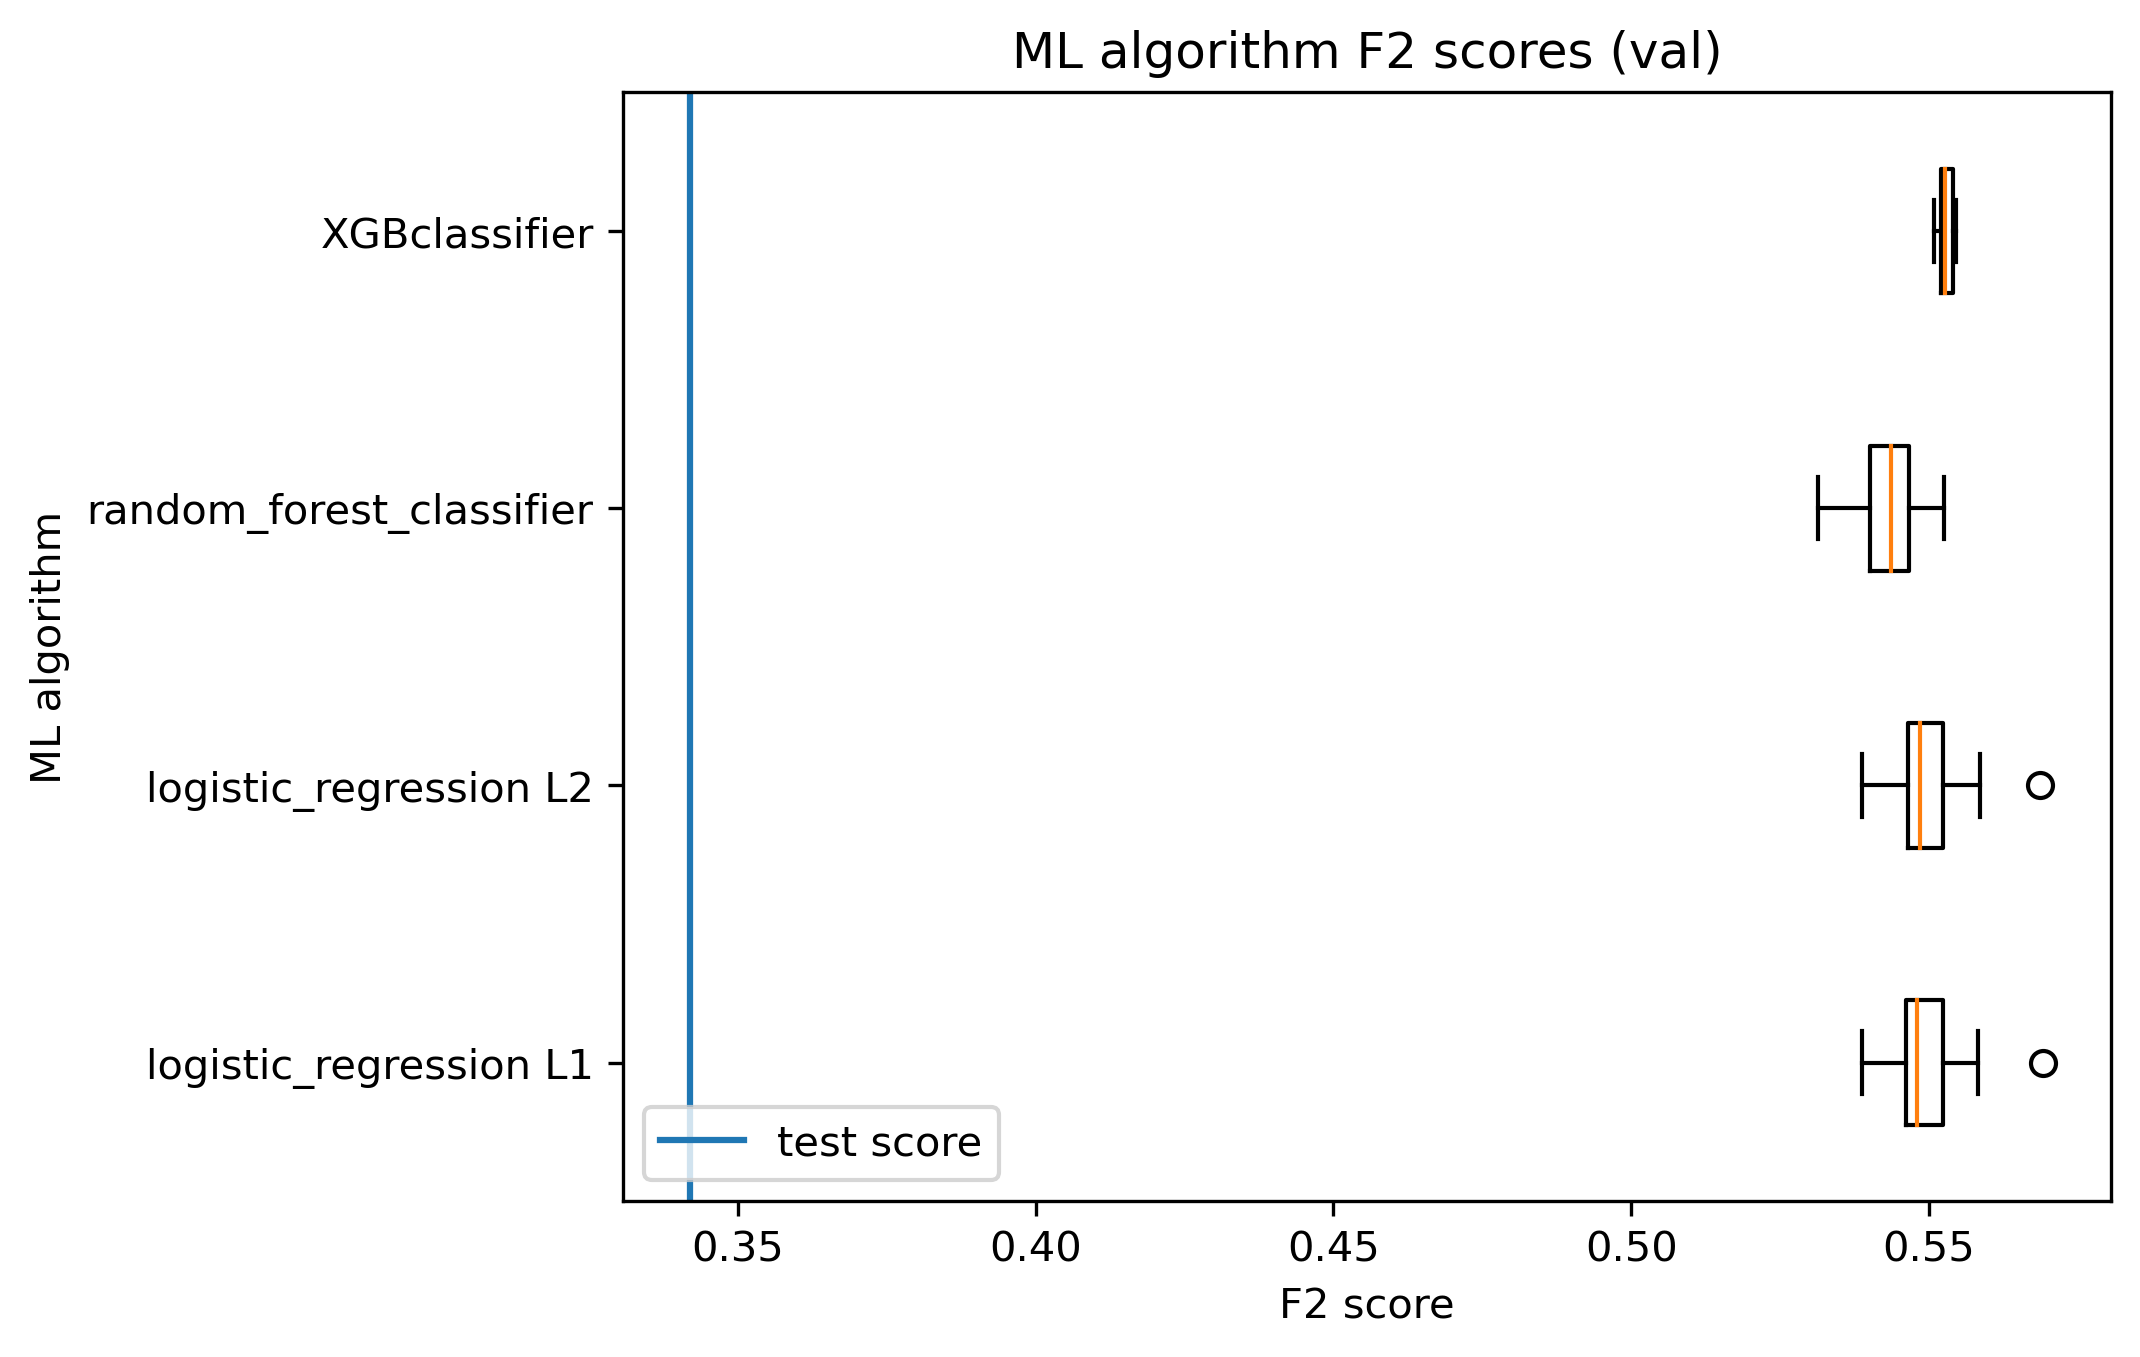 ML algorithm F2 scores (val)
XGBclassifier
random_forest_classifier
logistic_regression L2
logistic_regression L1
ML algorithm
test score
0.35 0.40 0.45 0.50 0.55
F2 score